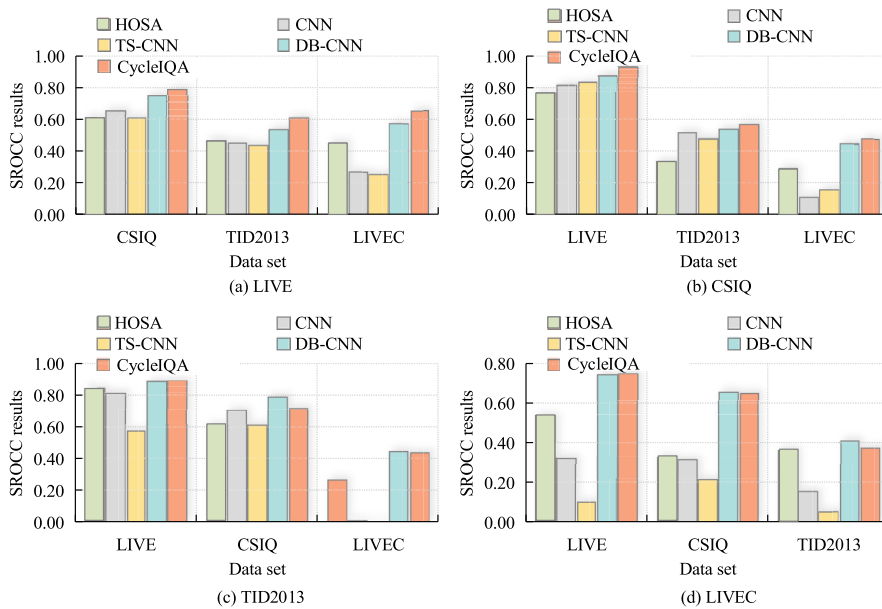 HOSA CNN
TS-CNN DB-CNN
CycleIQA
SROCC results
1.00
0.80
0.60
0.40
0.20
0.00
CSIQ TID2013 LIVEC
Data set
(a) LIVE
HOSA CNN
TS-CNN DB-CNN
CycleIQA
SROCC results
1.00
0.80
0.60
0.40
0.20
0.00
LIVE TID2013 LIVEC
Data set
(b) CSIQ
HOSA CNN
TS-CNN DB-CNN
CycleIQA
SROCC results
1.00
0.80
0.60
0.40
0.20
0.00
LIVE CSIQ LIVEC
Data set
(c) TID2013
HOSA CNN
TS-CNN DB-CNN
CycleIQA
SROCC results
0.80
0.60
0.40
0.20
0.00
LIVE CSIQ TID2013
Data set
(d) LIVEC